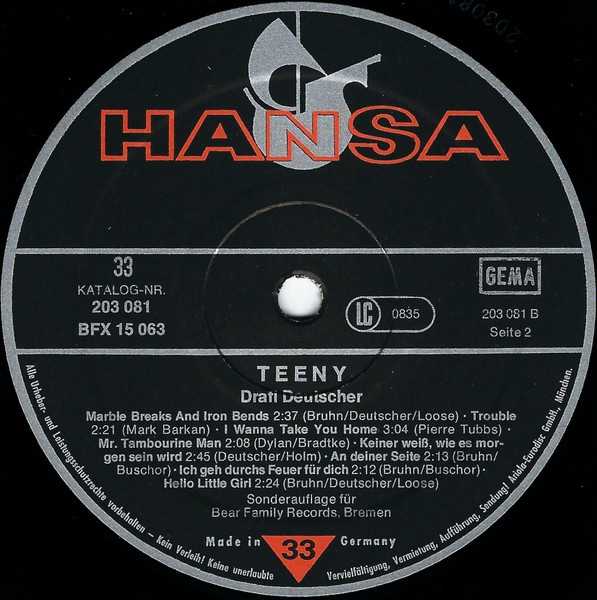 203081
HANSA
33
KATALOG-NR.
203 081
BFX 15 063
LC 0835
GEMA
203 081 B
Seite 2
TEENY
Drafi Deutscher
Marble Breaks And Iron Bends 2:37 (Bruhn/Deutscher/Loose) · Trouble
2:21 (Mark Barkan) · I Wanna Take You Home 3:04 (Pierre Tubbs)
Mr. Tambourine Man 2:08 (Dylan/Bradtke) · Keiner weiß, wie es mor-
gen sein wird 2:45 (Deutscher/Holm) · An deiner Seite 2:13 (Bruhn/
Buschor) · Ich geh durchs Feuer für dich 2:12 (Bruhn/Buschor) ·
Hello Little Girl 2:24 (Bruhn/Deutscher/Loose)
Sonderauflage für
Bear Family Records, Bremen
Made in 33 Germany
Alle Urheber- und Leistungsschutzrechte vorbehalten - Kein Verleih! Keine unerlaubte Vervielfältigung, Vermietung, Aufführung, Sendung! Ariola-Eurodisc GmbH., München.